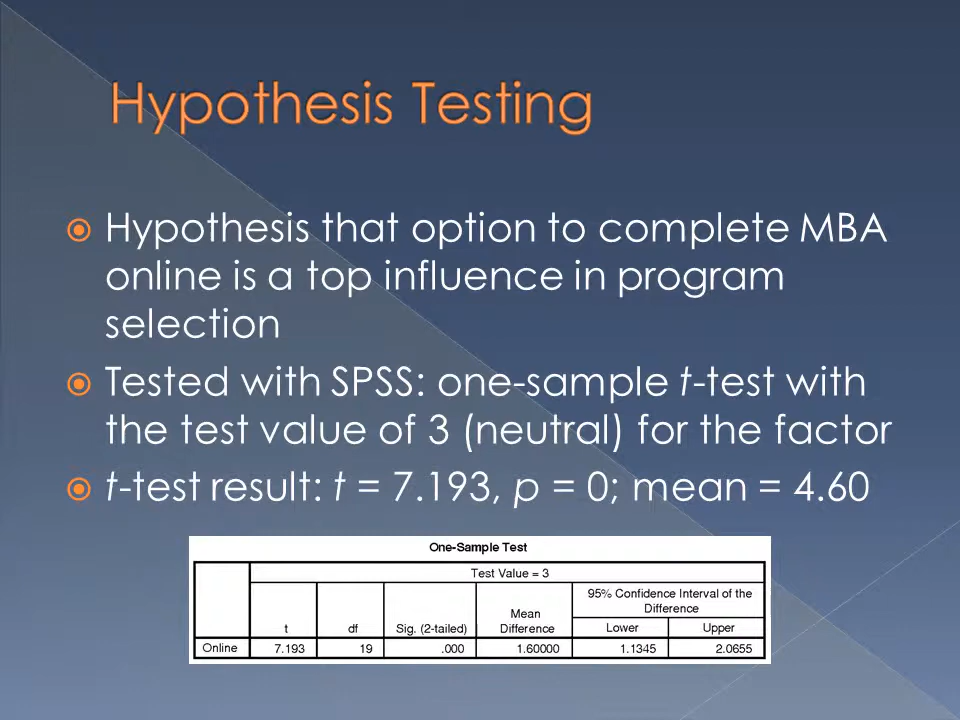 Hypothesis Testing
Hypothesis that option to complete MBA
online is a top influence in program
selection
Tested with SPSS: one-sample t-test with
the test value of 3 (neutral) for the factor
t-test result: t = 7.193, p = 0; mean = 4.60
One-Sample Test
Test Value = 3
95% Confidence Interval of the
Difference
t df Sig. (2-tailed) Mean
Difference Lower Upper
Online 7.193 19 .000 1.60000 1.1345 2.0655